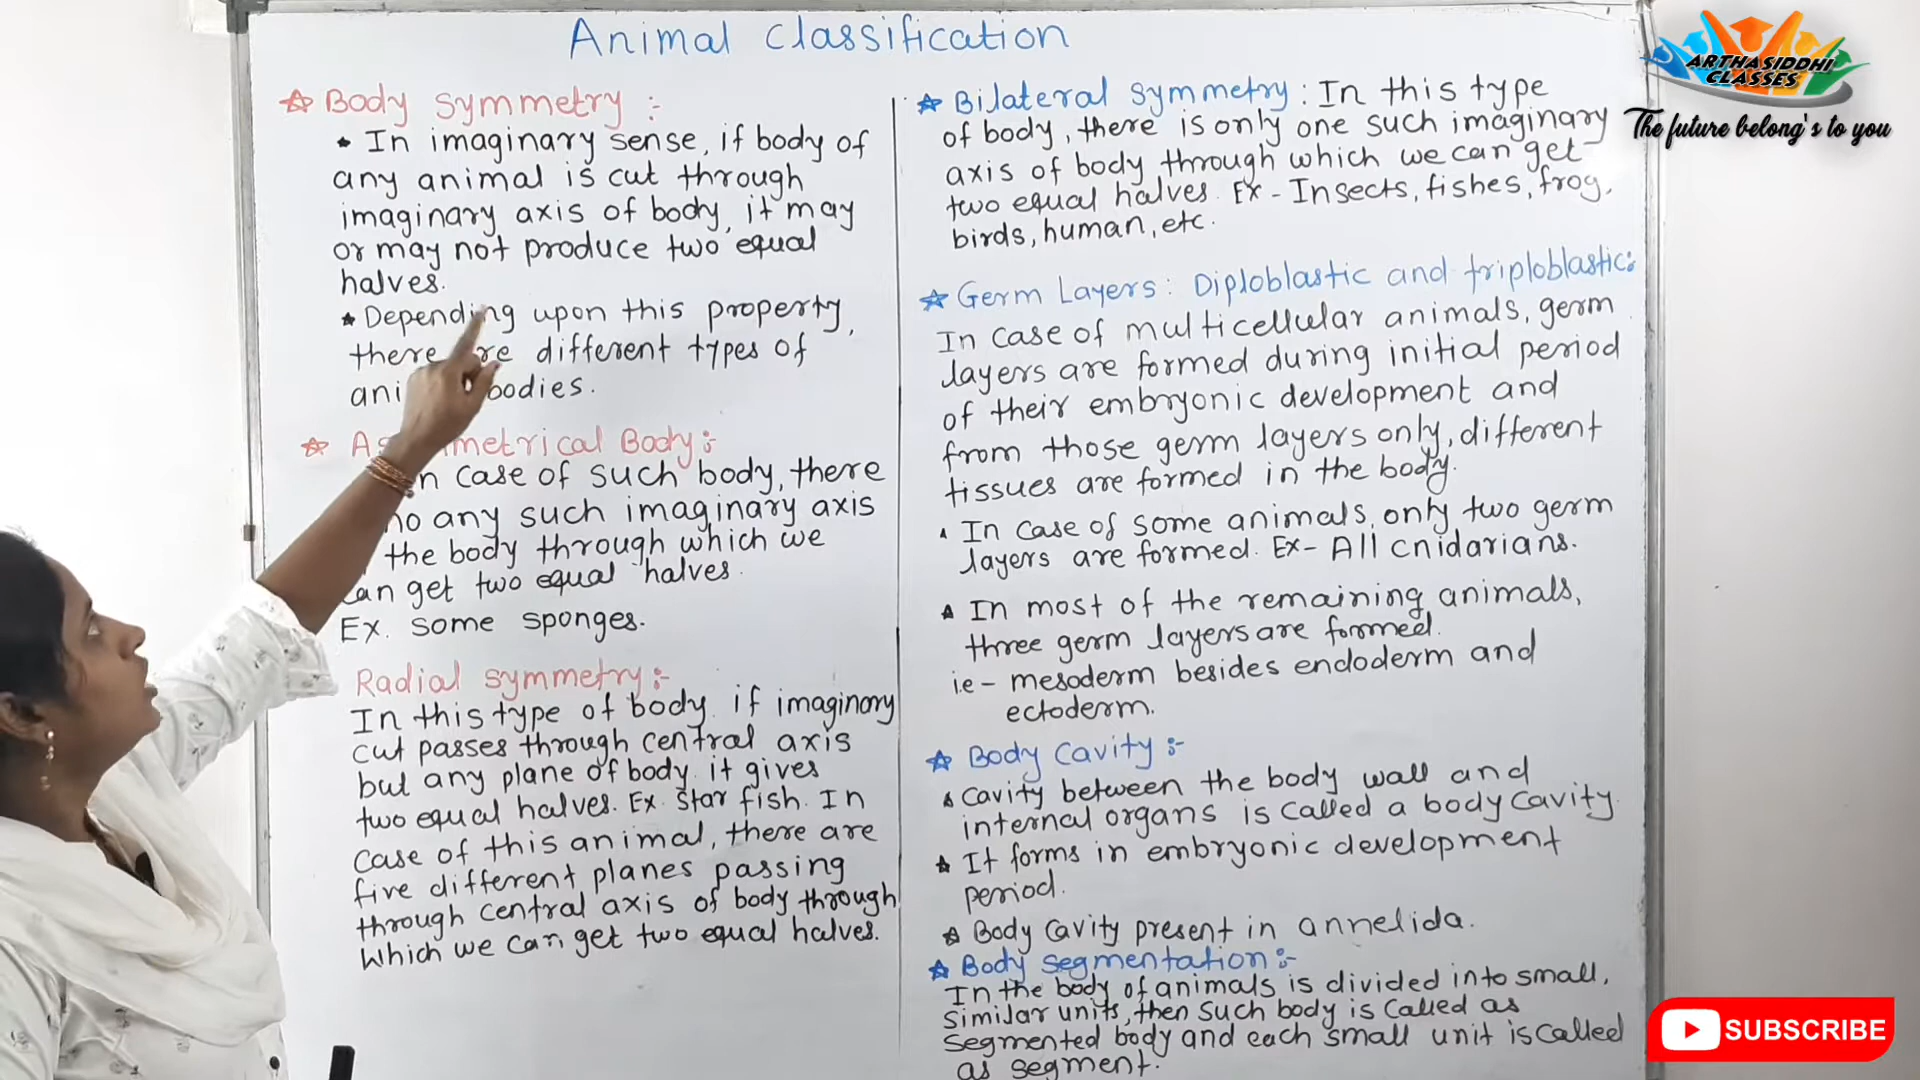 Animal Classification
Body Symmetry :-
In imaginary sense, if body of
any animal is cut through
imaginary axis of body, it may
or may not produce two equal
halves.
Depending upon this property,
there are different types of
bodies.
Body:-
In case of such body, there
no any such imaginary axis
the body through which we
can get two equal halves.
Ex. some sponges.
Radial symmetry:-
In this type of body. if imaginary
cut passes through central axis
but any plane of body. it gives
two equal halves. Ex. Star fish. In
case of this animal, there are
five different planes passing
through central axis of body through
which we can get two equal halves.
Bilateral Symmetry : In this type
of body, there is only one such imaginary
axis of body through which we can get
two equal halves. Ex - Insects, fishes, frog,
birds, human, etc.
Germ Layers : Diploblastic and triploblastic:
In case of multicellular animals, germ
layers are formed during initial period
of their embryonic development and
from those germ layers only, different
tissues are formed in the body.
In case of some animals, only two germ
layers are formed. Ex- All cnidarians.
In most of the remaining animals,
three germ layers are formed.
i.e - mesoderm besides endoderm and
ectoderm.
Body Cavity :-
Cavity between the body wall and
internal organs is called a body cavity.
It forms in embryonic development
period.
Body cavity present in annelida.
Body segmentation:-
In the body of animals is divided into small,
similar units, then such body is called as
segmented body and each small unit is called
as segment.
ARTHASIDDHI
CLASSES
The future belong's to you
SUBSCRIBE